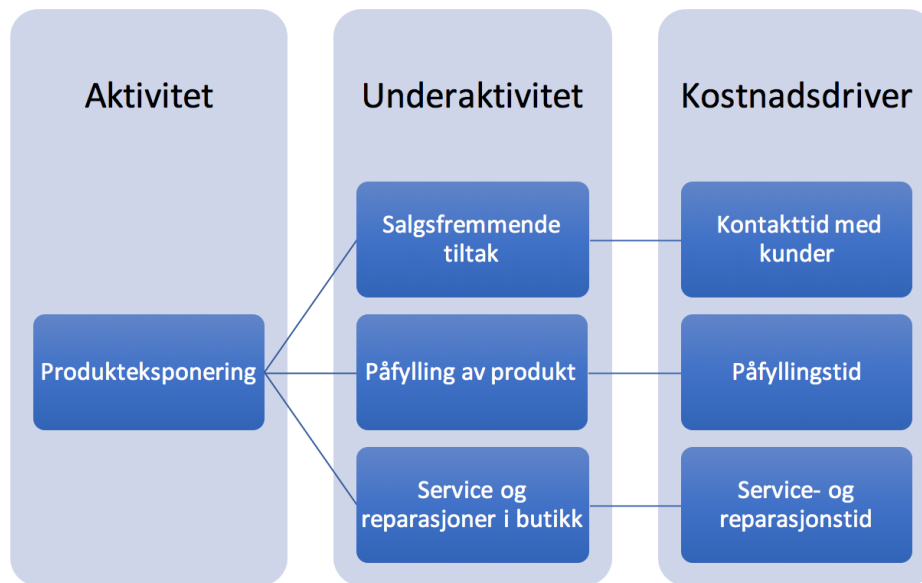 Aktivitet
Underaktivitet
Kostnadsdriver
Produkteksponering
Salgsfremmende
tiltak
Kontakttid med
kunder
Påfylling av produkt
Påfyllingstid
Service og
reparasjoner i butikk
Service- og
reparasjonstid